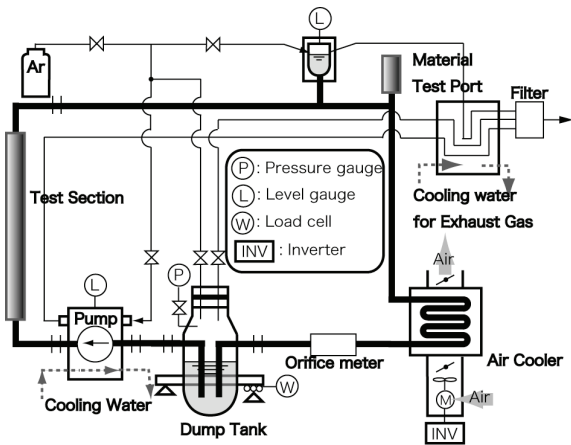 L
Ar
Material
Test Port
Filter
P : Pressure gauge
L : Level gauge
W : Load cell
INV : Inverter
Cooling water
for Exhaust Gas
Test Section
Air
P
L
Pump
Orifice meter
Air Cooler
W
M
Air
Cooling Water
Dump Tank
INV